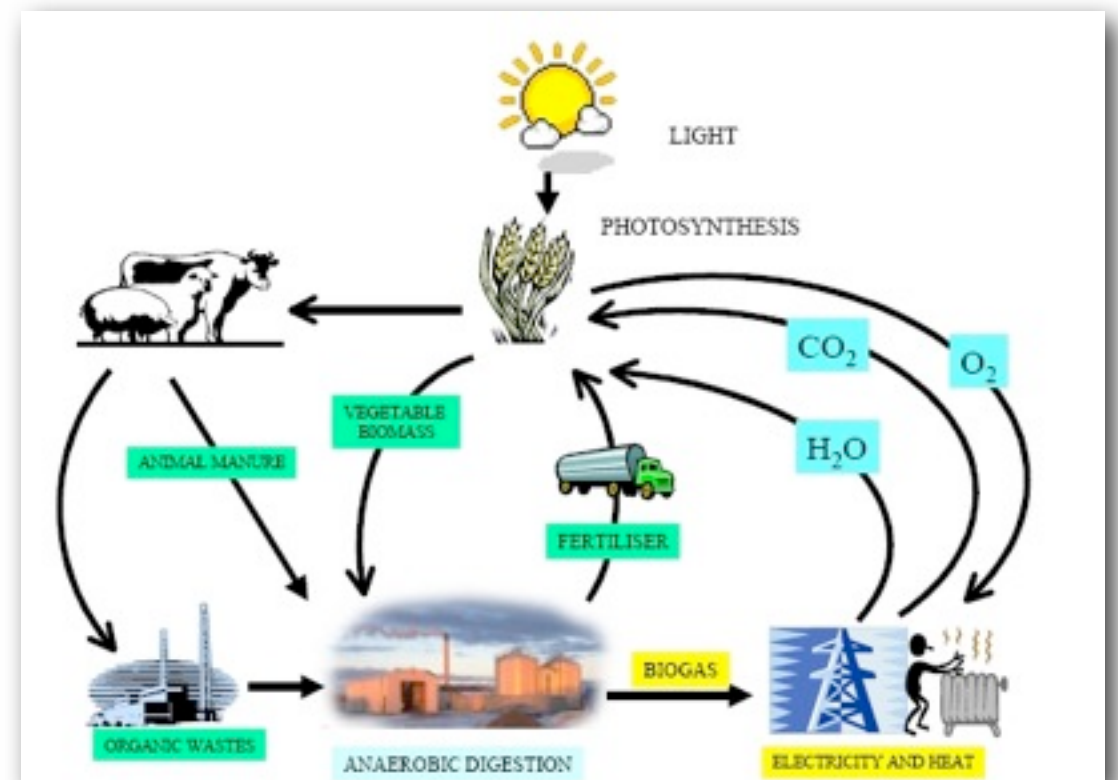 LIGHT
PHOTOSYNTHESIS
CO₂
O₂
VEGETABLE
BIOMASS
H₂O
ANIMAL MANURE
FERTILISER
BIOGAS
ORGANIC WASTES
ANAEROBIC DIGESTION
ELECTRICITY AND HEAT